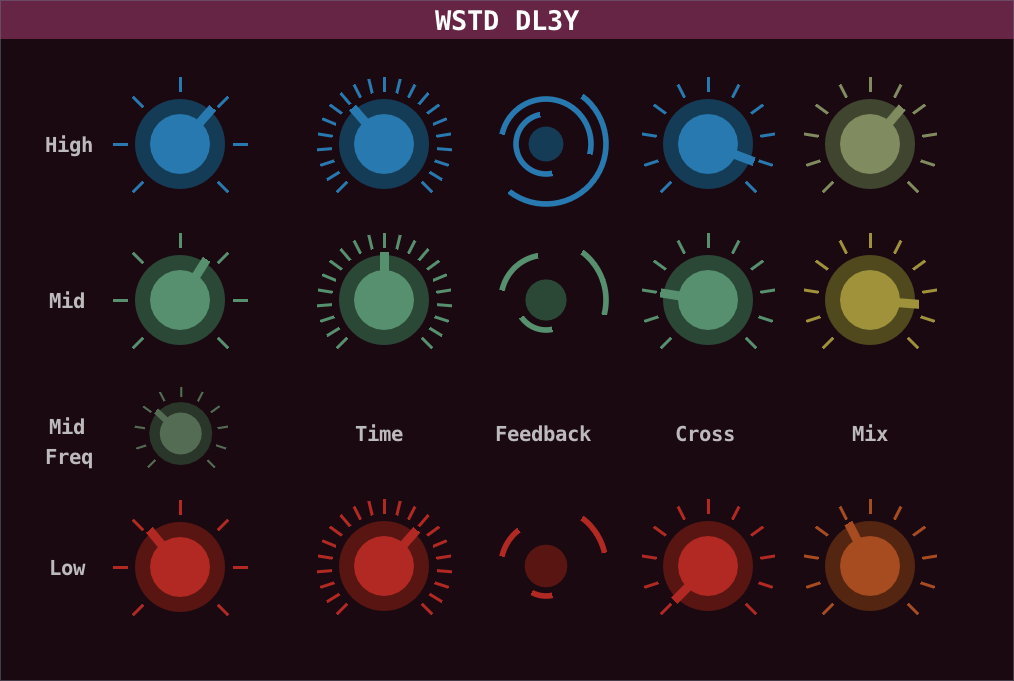 WSTD DL3Y
High
Mid
Mid
Freq
Time
Feedback
Cross
Mix
Low